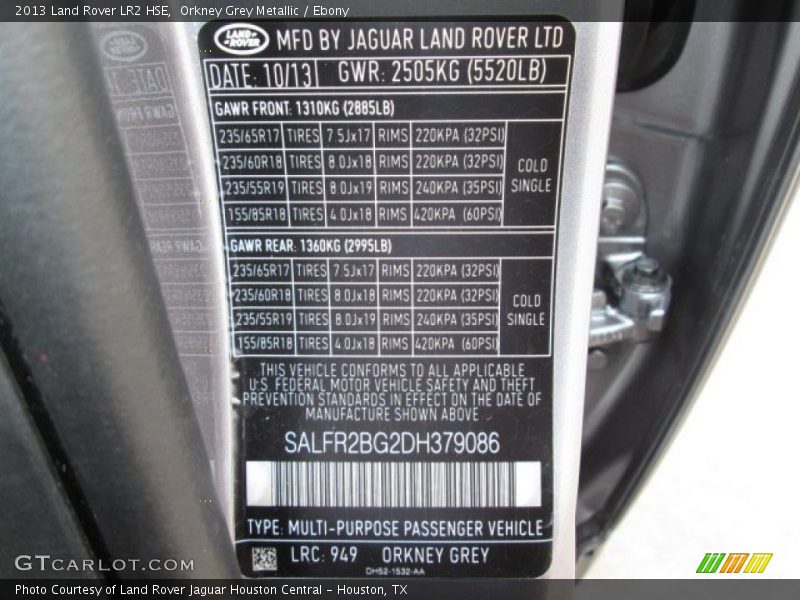 2013 Land Rover LR2 HSE, Orkney Grey Metallic / Ebony
LAND-ROVER MFD BY JAGUAR LAND ROVER LTD
DATE: 10/13 GWR: 2505KG (5520LB)
GAWR FRONT: 1310KG (2885LB)
235/65R17 TIRES 7.5Jx17 RIMS 220KPA (32PSI)
235/60R18 TIRES 8.0Jx18 RIMS 220KPA (32PSI)
235/55R19 TIRES 8.0Jx19 RIMS 240KPA (35PSI)
155/85R18 TIRES 4.0Jx18 RIMS 420KPA (60PSI)
COLD
SINGLE
GAWR REAR: 1360KG (2995LB)
235/65R17 TIRES 7.5Jx17 RIMS 220KPA (32PSI)
235/60R18 TIRES 8.0Jx18 RIMS 220KPA (32PSI)
235/55R19 TIRES 8.0Jx19 RIMS 240KPA (35PSI)
155/85R18 TIRES 4.0Jx18 RIMS 420KPA (60PSI)
COLD
SINGLE
THIS VEHICLE CONFORMS TO ALL APPLICABLE
U.S. FEDERAL MOTOR VEHICLE SAFETY AND THEFT
PREVENTION STANDARDS IN EFFECT ON THE DATE OF
MANUFACTURE SHOWN ABOVE
SALFR2BG2DH379086
TYPE: MULTI-PURPOSE PASSENGER VEHICLE
LRC: 949 ORKNEY GREY
DH52-1532-AA
GTCarlot.com
Photo Courtesy of Land Rover Jaguar Houston Central - Houston, TX